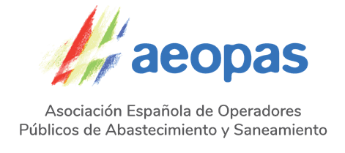 aeopas
Asociación Española de Operadores
Públicos de Abastecimiento y Saneamiento